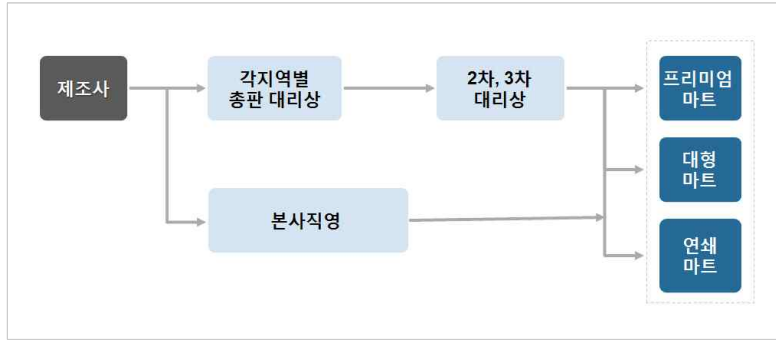 제조사
각지역별
총판 대리상
2차, 3차
대리상
프리미엄
마트
대형
마트
본사직영
연쇄
마트